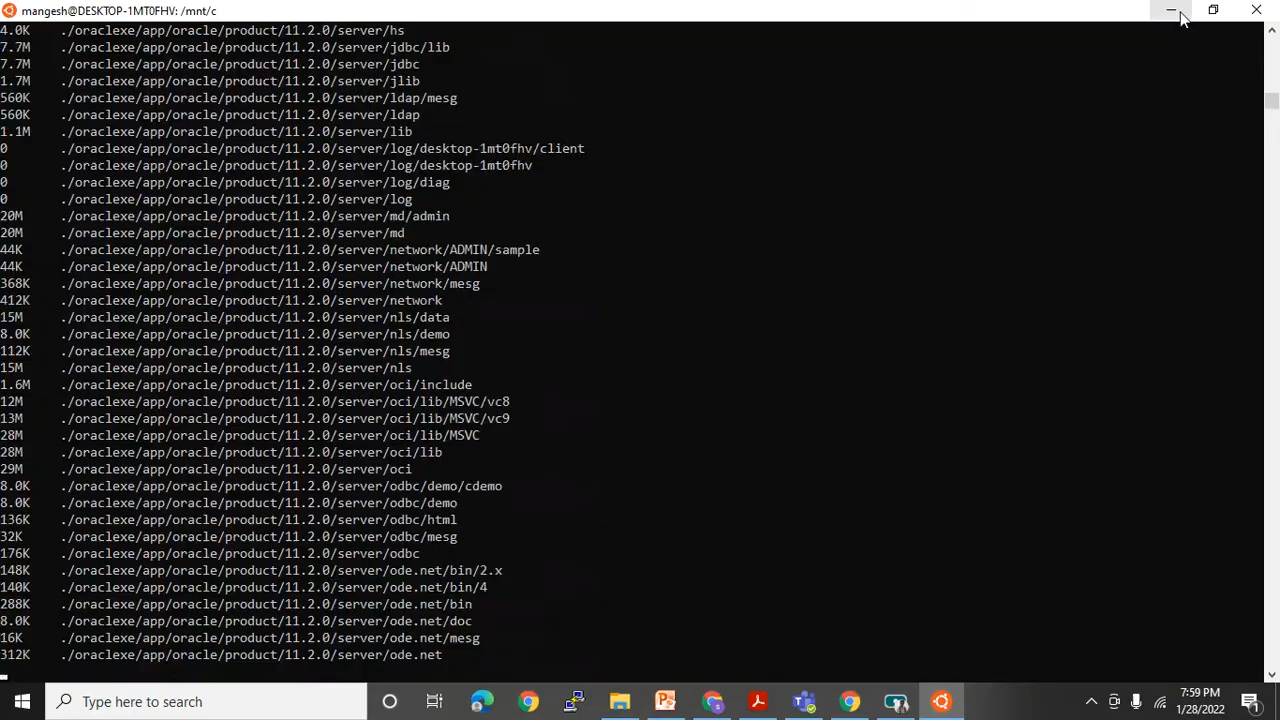 mangesh@DESKTOP-1MT0FHV: /mnt/c
4.0K ./oraclexe/app/oracle/product/11.2.0/server/hs
7.7M ./oraclexe/app/oracle/product/11.2.0/server/jdbc/lib
7.7M ./oraclexe/app/oracle/product/11.2.0/server/jdbc
1.7M ./oraclexe/app/oracle/product/11.2.0/server/jlib
560K ./oraclexe/app/oracle/product/11.2.0/server/ldap/mesg
560K ./oraclexe/app/oracle/product/11.2.0/server/ldap
1.1M ./oraclexe/app/oracle/product/11.2.0/server/lib
0 ./oraclexe/app/oracle/product/11.2.0/server/log/desktop-1mt0fhv/client
0 ./oraclexe/app/oracle/product/11.2.0/server/log/desktop-1mt0fhv
0 ./oraclexe/app/oracle/product/11.2.0/server/log/diag
0 ./oraclexe/app/oracle/product/11.2.0/server/log
20M ./oraclexe/app/oracle/product/11.2.0/server/md/admin
20M ./oraclexe/app/oracle/product/11.2.0/server/md
44K ./oraclexe/app/oracle/product/11.2.0/server/network/ADMIN/sample
44K ./oraclexe/app/oracle/product/11.2.0/server/network/ADMIN
368K ./oraclexe/app/oracle/product/11.2.0/server/network/mesg
412K ./oraclexe/app/oracle/product/11.2.0/server/network
15M ./oraclexe/app/oracle/product/11.2.0/server/nls/data
8.0K ./oraclexe/app/oracle/product/11.2.0/server/nls/demo
112K ./oraclexe/app/oracle/product/11.2.0/server/nls/mesg
15M ./oraclexe/app/oracle/product/11.2.0/server/nls
1.6M ./oraclexe/app/oracle/product/11.2.0/server/oci/include
12M ./oraclexe/app/oracle/product/11.2.0/server/oci/lib/MSVC/vc8
13M ./oraclexe/app/oracle/product/11.2.0/server/oci/lib/MSVC/vc9
28M ./oraclexe/app/oracle/product/11.2.0/server/oci/lib/MSVC
28M ./oraclexe/app/oracle/product/11.2.0/server/oci/lib
29M ./oraclexe/app/oracle/product/11.2.0/server/oci
8.0K ./oraclexe/app/oracle/product/11.2.0/server/odbc/demo/cdemo
8.0K ./oraclexe/app/oracle/product/11.2.0/server/odbc/demo
136K ./oraclexe/app/oracle/product/11.2.0/server/odbc/html
32K ./oraclexe/app/oracle/product/11.2.0/server/odbc/mesg
176K ./oraclexe/app/oracle/product/11.2.0/server/odbc
148K ./oraclexe/app/oracle/product/11.2.0/server/ode.net/bin/2.x
140K ./oraclexe/app/oracle/product/11.2.0/server/ode.net/bin/4
288K ./oraclexe/app/oracle/product/11.2.0/server/ode.net/bin
8.0K ./oraclexe/app/oracle/product/11.2.0/server/ode.net/doc
16K ./oraclexe/app/oracle/product/11.2.0/server/ode.net/mesg
312K ./oraclexe/app/oracle/product/11.2.0/server/ode.net
Type here to search
7:59 PM
1/28/2022